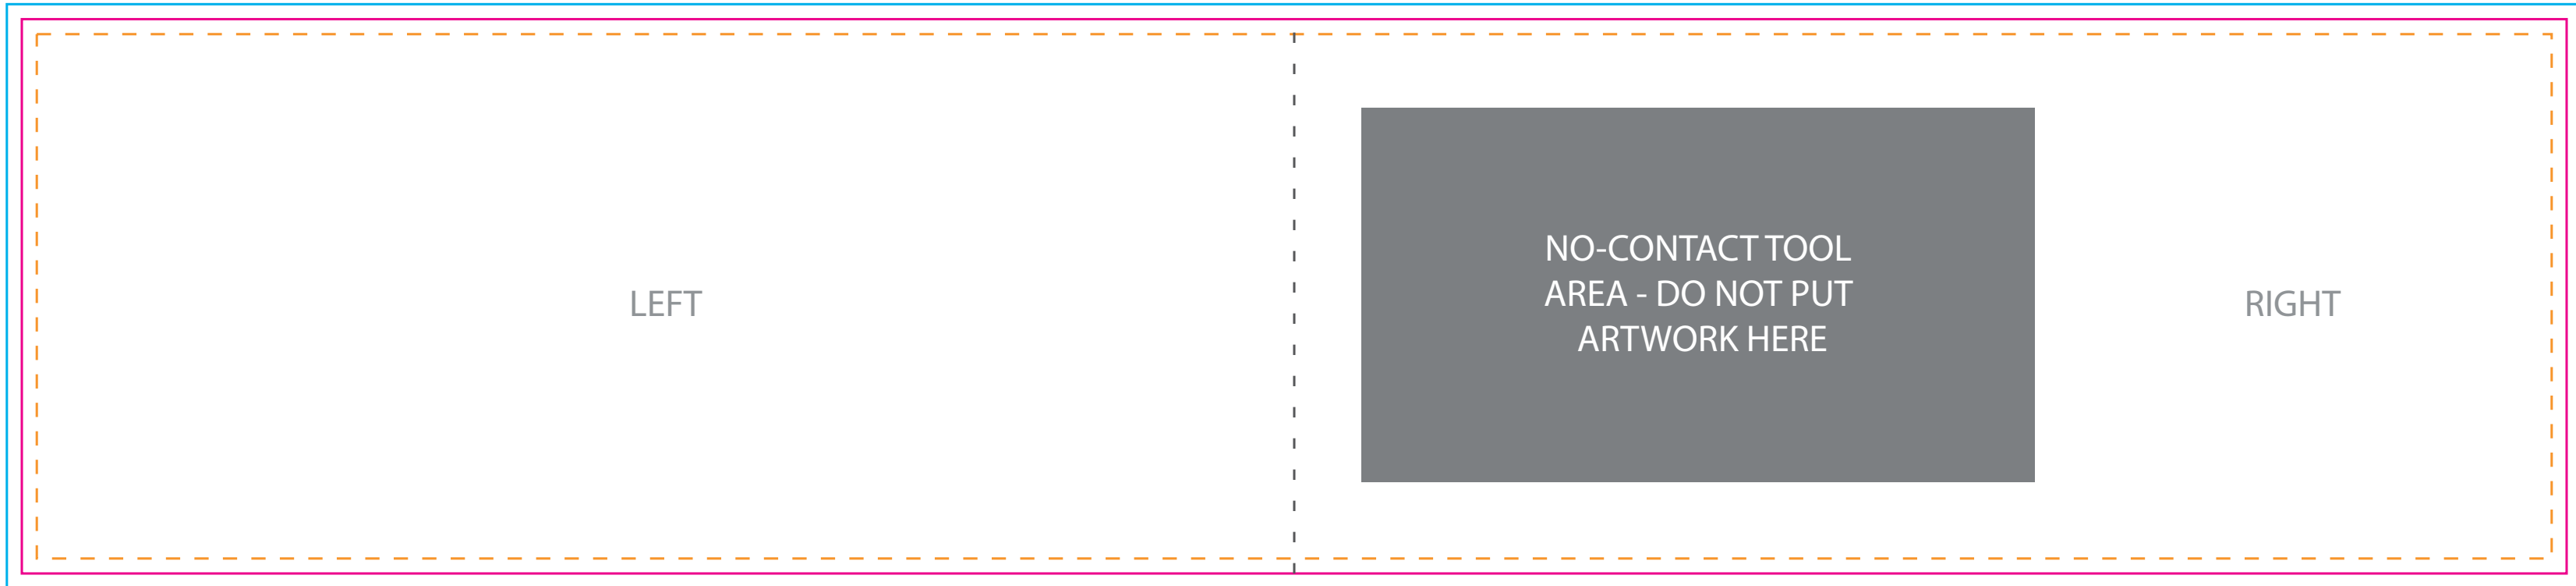 LEFT
NO-CONTACT TOOL
AREA - DO NOT PUT
ARTWORK HERE
RIGHT